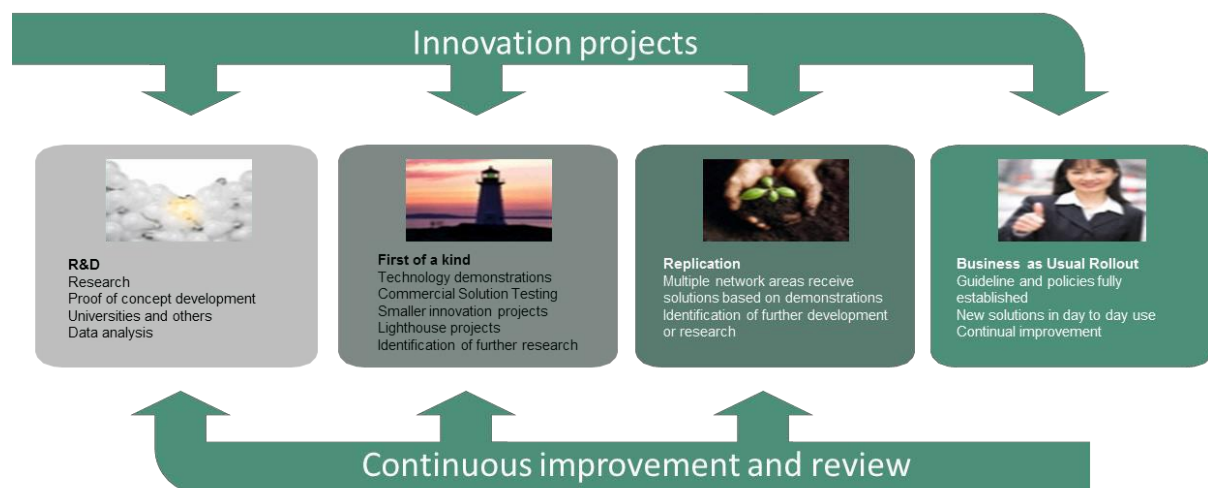 Innovation projects
R&D
Research
Proof of concept development
Universities and others
Data analysis
First of a kind
Technology demonstrations
Commercial Solution Testing
Smaller innovation projects
Lighthouse projects
Identification of further research
Replication
Multiple network areas receive
solutions based on demonstrations
Identification of further development
or research
Business as Usual Rollout
Guideline and policies fully
established
New solutions in day to day use
Continual improvement
Continuous improvement and review